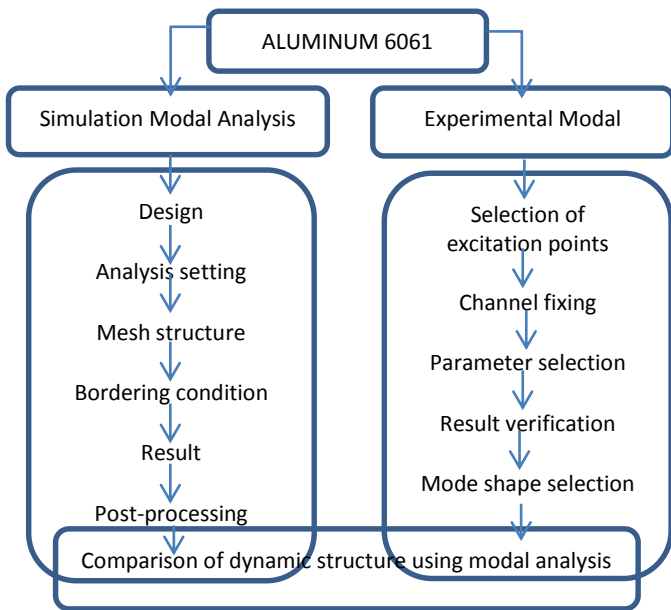 ALUMINUM 6061
Simulation Modal Analysis
Design
Analysis setting
Mesh structure
Bordering condition
Result
Post-processing
Experimental Modal
Selection of
excitation points
Channel fixing
Parameter selection
Result verification
Mode shape selection
Comparison of dynamic structure using modal analysis